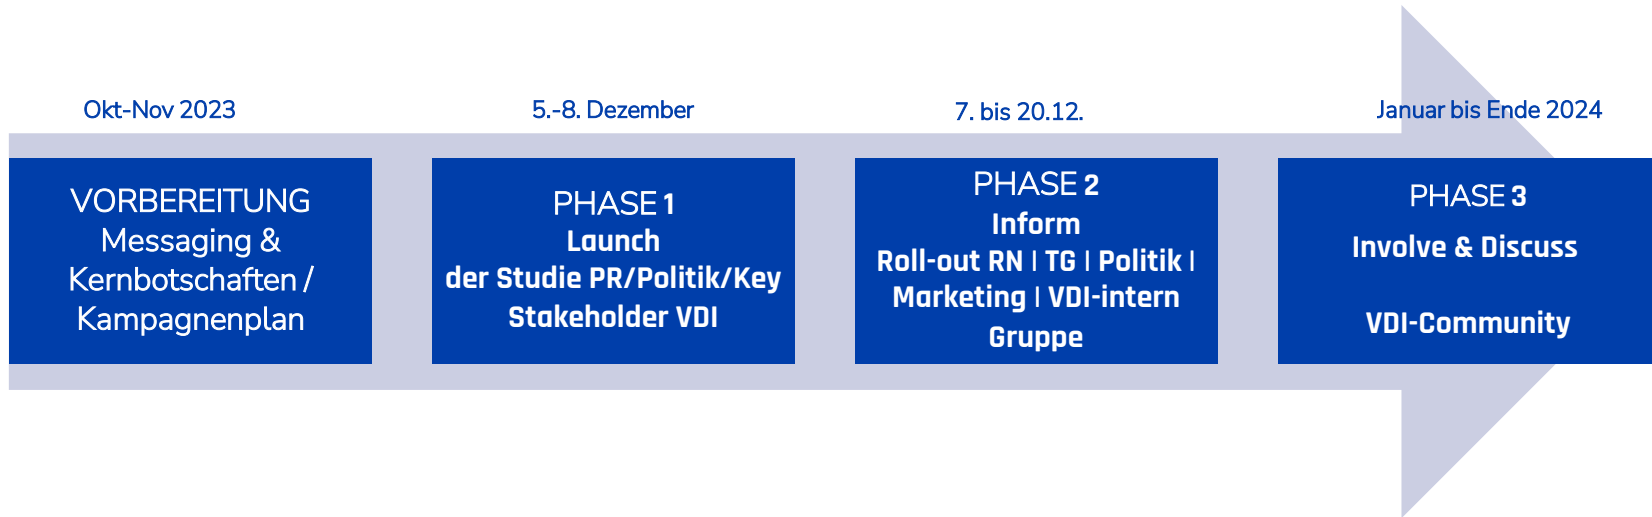 Okt-Nov 2023
VORBEREITUNG
Messaging &
Kernbotschaften /
Kampagnenplan
5.-8. Dezember
PHASE 1
Launch
der Studie PR/Politik/Key
Stakeholder VDI
7. bis 20.12.
PHASE 2
Inform
Roll-out RN | TG | Politik |
Marketing | VDI-intern
Gruppe
Januar bis Ende 2024
PHASE 3
Involve & Discuss
VDI-Community